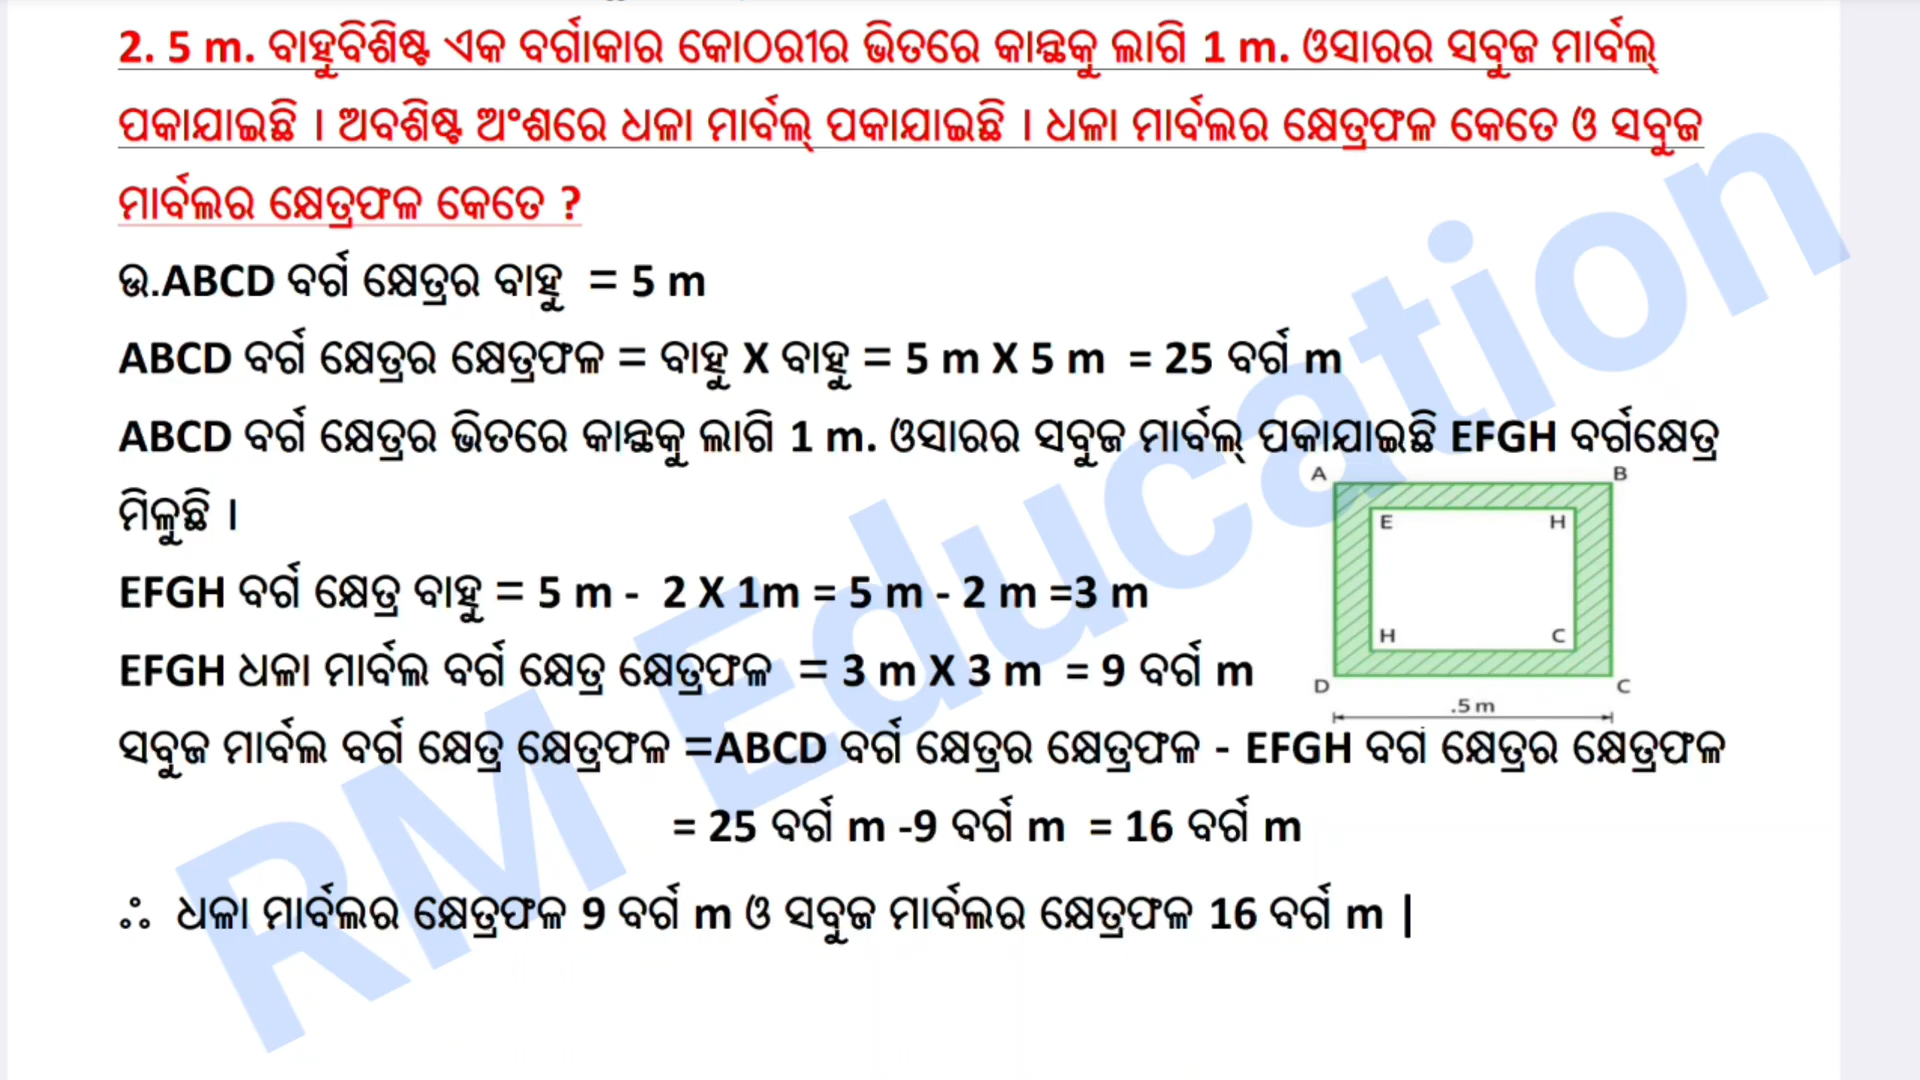 2. 5 m. ବାହୁବିଶିଷ୍ଟ ଏକ ବର୍ଗାକାର କୋଠରୀର ଭିତରେ କାନ୍ଥକୁ ଲାଗି 1 m. ଓସାରର ସବୁଜ ମାର୍ବଲ୍
ପକାଯାଇଛି । ଅବଶିଷ୍ଟ ଅଂଶରେ ଧଳା ମାର୍ବଲ୍ ପକାଯାଇଛି । ଧଳା ମାର୍ବଲର କ୍ଷେତ୍ରଫଳ କେତେ ଓ ସବୁଜ
ମାର୍ବଲର କ୍ଷେତ୍ରଫଳ କେତେ ?
ଉ.ABCD ବର୍ଗ କ୍ଷେତ୍ରର ବାହୁ = 5 m
ABCD ବର୍ଗ କ୍ଷେତ୍ରର କ୍ଷେତ୍ରଫଳ = ବାହୁ X ବାହୁ = 5 m X 5 m = 25 ବର୍ଗ m
ABCD ବର୍ଗ କ୍ଷେତ୍ରର ଭିତରେ କାନ୍ଥକୁ ଲାଗି 1 m. ଓସାରର ସବୁଜ ମାର୍ବଲ୍ ପକାଯାଇଛି EFGH ବର୍ଗକ୍ଷେତ୍ର
ମିଳୁଛି ।
A B
E H
H C
D C
.5 m
EFGH ବର୍ଗ କ୍ଷେତ୍ର ବାହୁ = 5 m - 2 X 1m = 5 m - 2 m =3 m
EFGH ଧଳା ମାର୍ବଲ ବର୍ଗ କ୍ଷେତ୍ର କ୍ଷେତ୍ରଫଳ = 3 m X 3 m = 9 ବର୍ଗ m
ସବୁଜ ମାର୍ବଲ ବର୍ଗ କ୍ଷେତ୍ର କ୍ଷେତ୍ରଫଳ =ABCD ବର୍ଗ କ୍ଷେତ୍ରର କ୍ଷେତ୍ରଫଳ - EFGH ବର୍ଗ କ୍ଷେତ୍ରର କ୍ଷେତ୍ରଫଳ
= 25 ବର୍ଗ m -9 ବର୍ଗ m = 16 ବର୍ଗ m
∴ ଧଳା ମାର୍ବଲର କ୍ଷେତ୍ରଫଳ 9 ବର୍ଗ m ଓ ସବୁଜ ମାର୍ବଲର କ୍ଷେତ୍ରଫଳ 16 ବର୍ଗ m |
RM Education